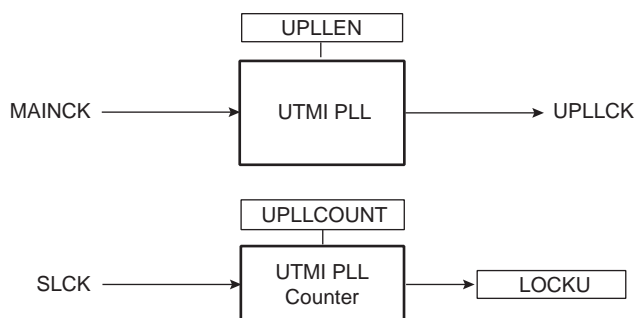 UPLLEN
MAINCK
UTMI PLL
UPLLCK
UPLLCOUNT
SLCK
UTMI PLL
Counter
LOCKU